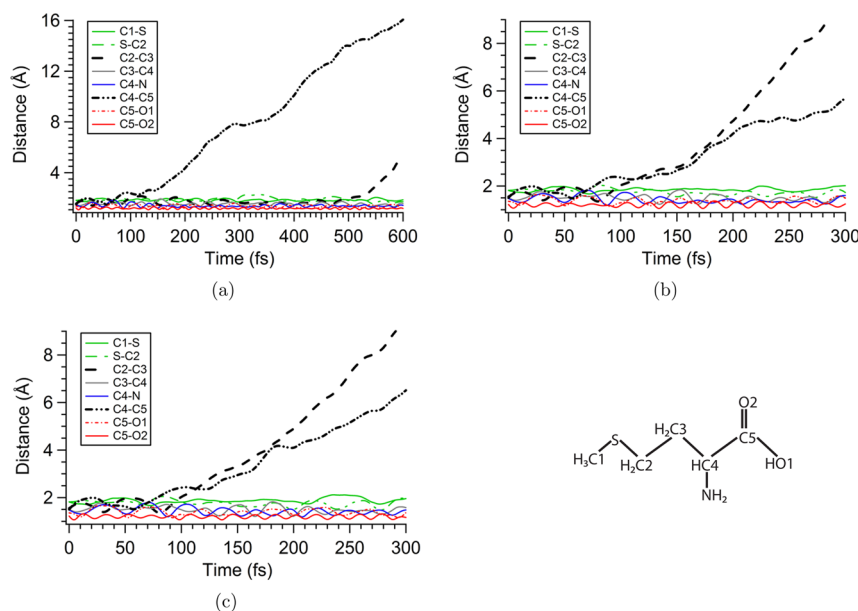 C1-S
S-C2
C2-C3
C3-C4
C4-N
C4-C5
C5-O1
C5-O2
Distance (Å)
16
12
8
4
0 100 200 300 400 500 600
Time (fs)
(a)
C1-S
S-C2
C2-C3
C3-C4
C4-N
C4-C5
C5-O1
C5-O2
Distance (Å)
8
6
4
2
0 50 100 150 200 250 300
Time (fs)
(b)
C1-S
S-C2
C2-C3
C3-C4
C4-N
C4-C5
C5-O1
C5-O2
Distance (Å)
8
6
4
2
0 50 100 150 200 250 300
Time (fs)
(c)
O2
H₂C3
C5
S
H₃C1
H₂C2
HC4
HO1
NH₂